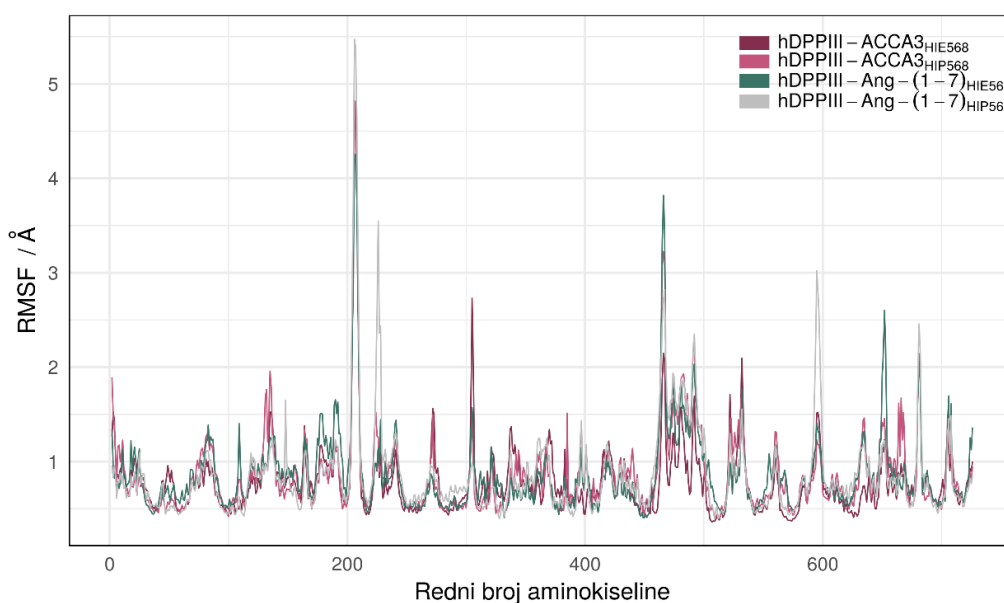 hDPPIII – ACCA3HIE568
hDPPIII – ACCA3HIP568
hDPPIII – Ang – (1 – 7)HIE56
hDPPIII – Ang – (1 – 7)HIP56
5
4
3
2
1
RMSF / Å
0 200 400 600
Redni broj aminokiseline